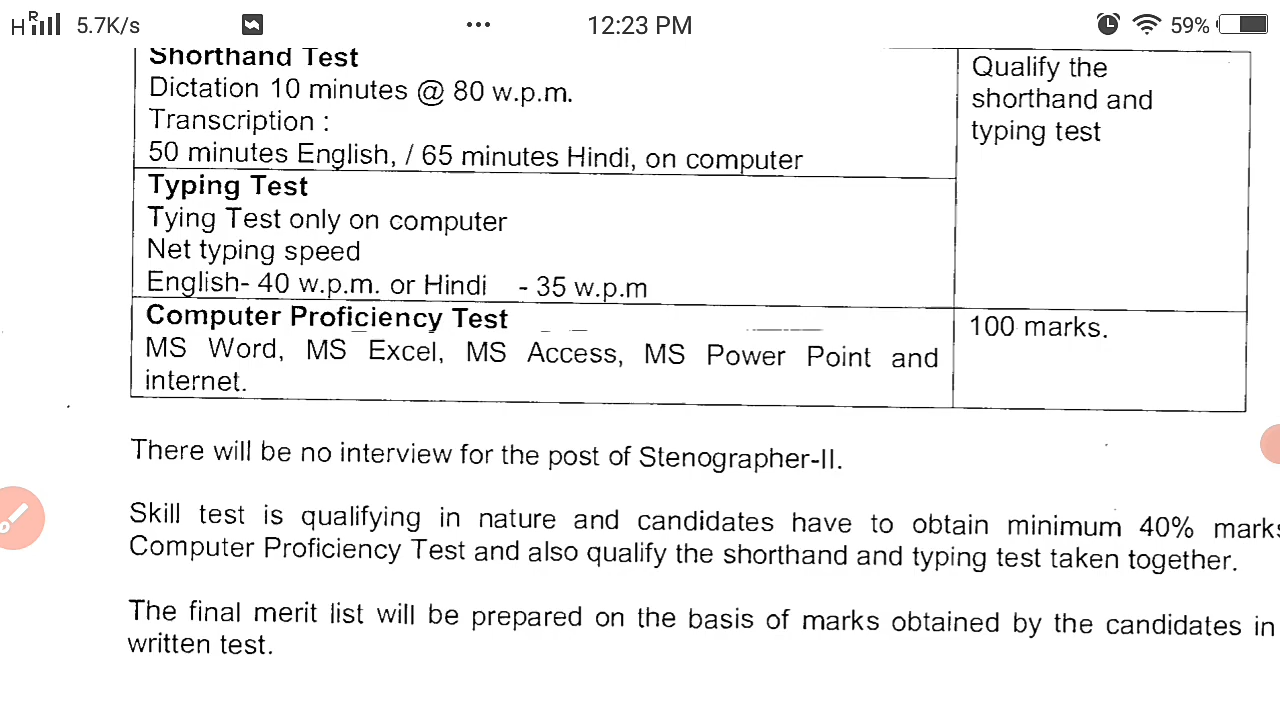 HR 5.7K/s ... 12:23 PM 59%
Shorthand Test
Dictation 10 minutes @ 80 w.p.m.
Transcription :
50 minutes English, / 65 minutes Hindi, on computer
Qualify the
shorthand and
typing test
Typing Test
Tying Test only on computer
Net typing speed
English- 40 w.p.m. or Hindi - 35 w.p.m
Computer Proficiency Test
MS Word, MS Excel, MS Access, MS Power Point and
internet.
100 marks.
There will be no interview for the post of Stenographer-II.
Skill test is qualifying in nature and candidates have to obtain minimum 40% marks
Computer Proficiency Test and also qualify the shorthand and typing test taken together.
The final merit list will be prepared on the basis of marks obtained by the candidates in
written test.